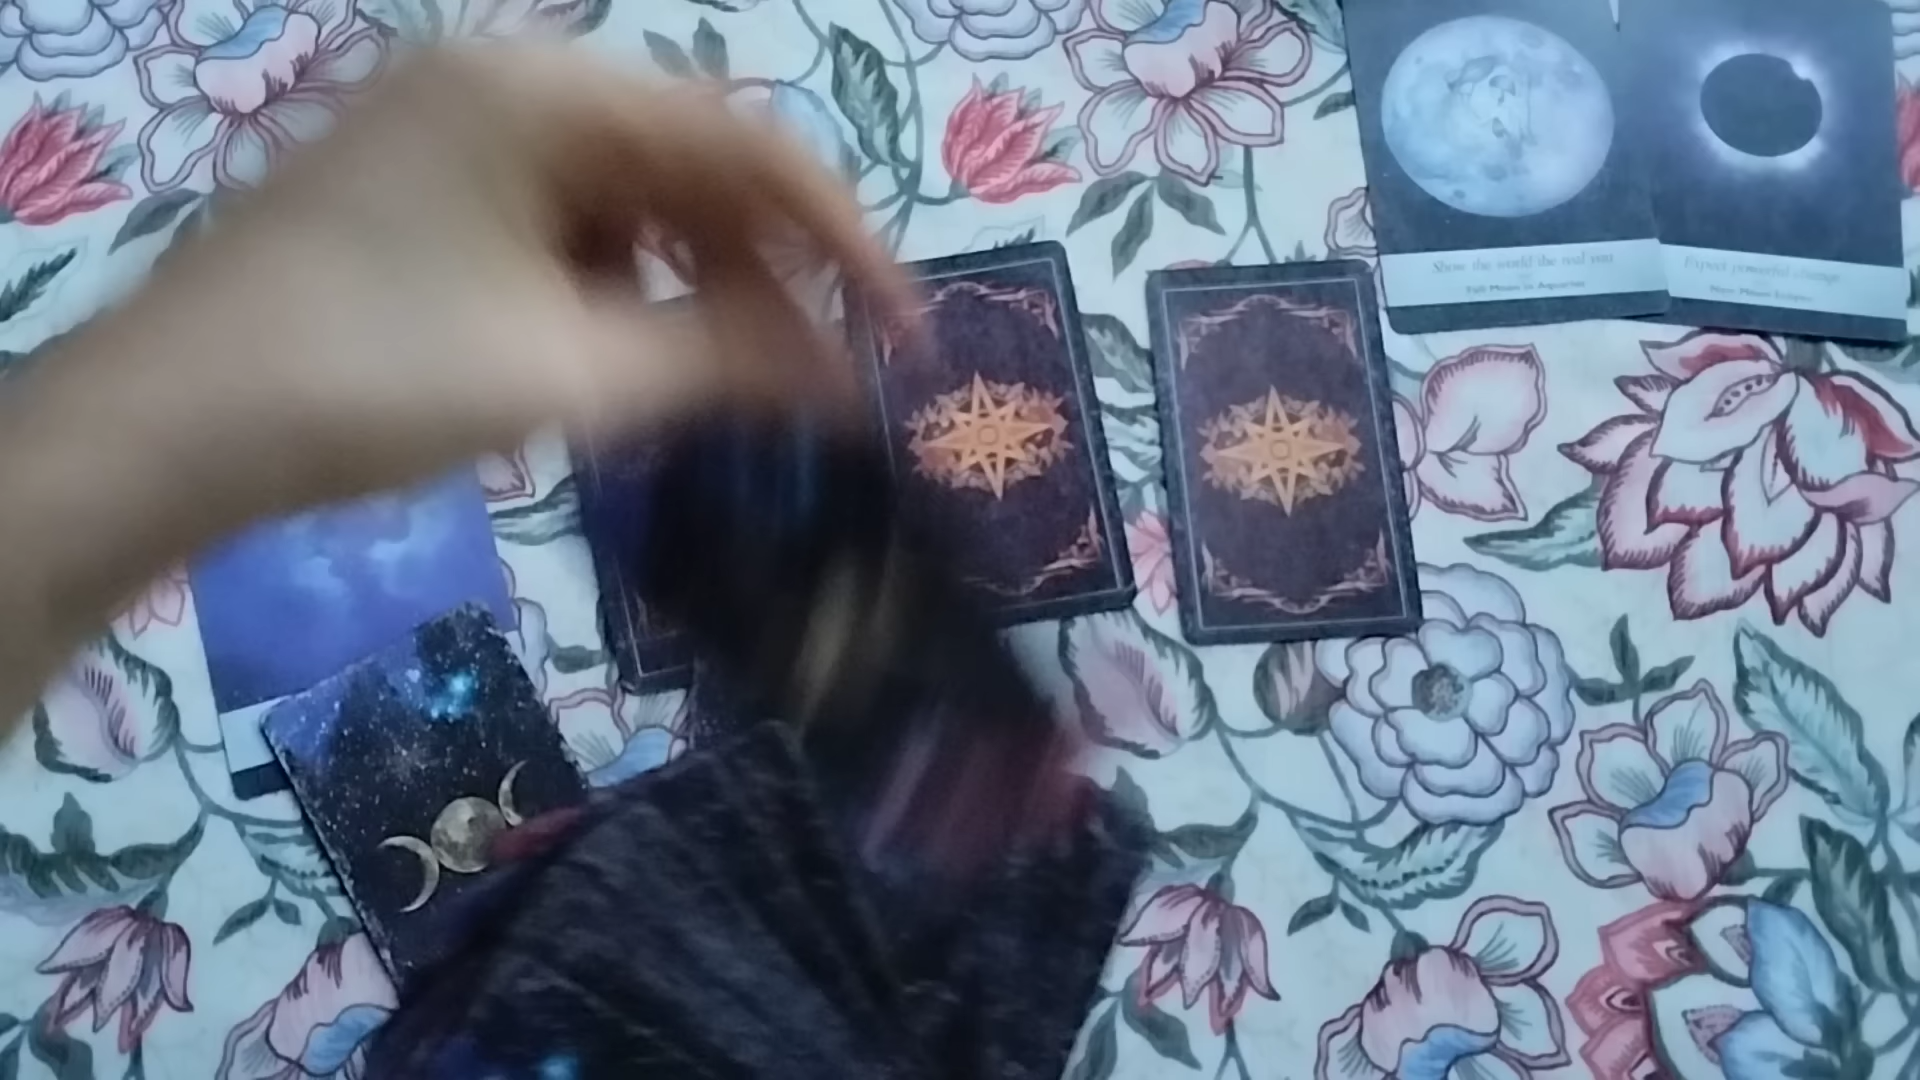 Show the world the real you
Full Moon in Aquarius
Expect powerful change
New Moon Eclipse